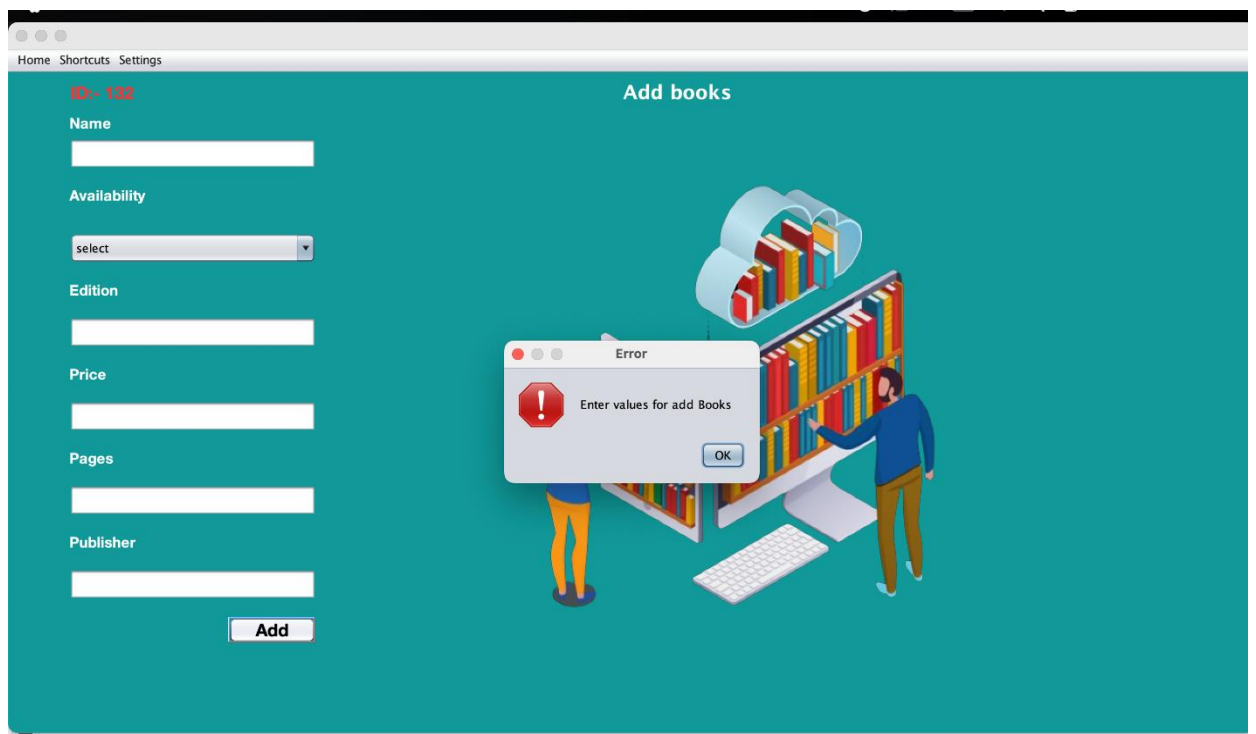 Home Shortcuts Settings
ID:- 132
Add books
Name
Availability
select
Edition
Price
Pages
Publisher
Add
Error
Enter values for add Books
OK